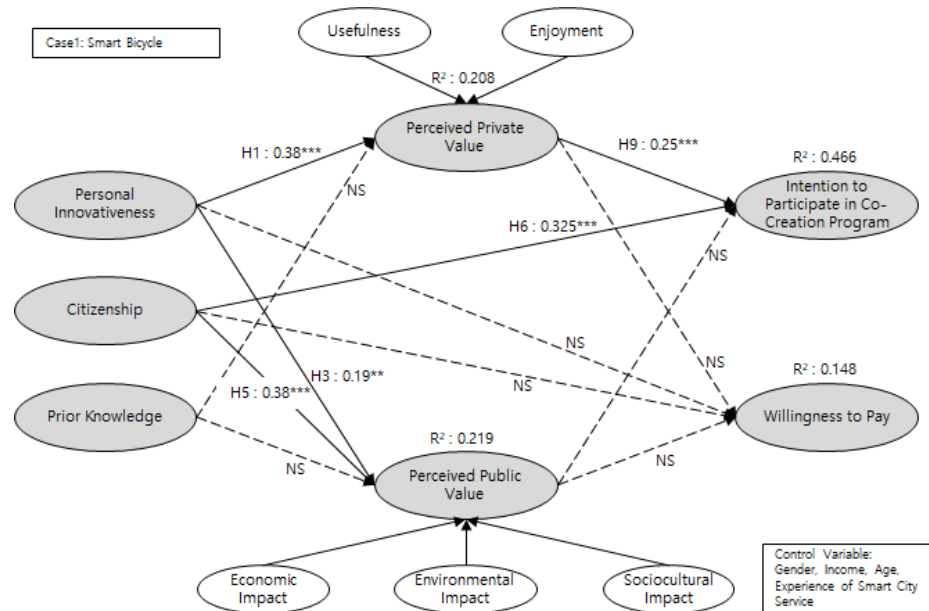 Case1: Smart Bicycle
Usefulness
Enjoyment
R² : 0.208
Perceived Private
Value
H1 : 0.38***
H9 : 0.25***
NS
R² : 0.466
Personal
Innovativeness
Intention to
Participate in Co-
Creation Program
H6 : 0.325***
NS
Citizenship
NS
NS
H3 : 0.19**
NS
R² : 0.148
H5 : 0.38***
Prior Knowledge
Willingness to Pay
R² : 0.219
NS
NS
Perceived Public
Value
Economic
Impact
Environmental
Impact
Sociocultural
Impact
Control Variable:
Gender, Income, Age,
Experience of Smart City
Service